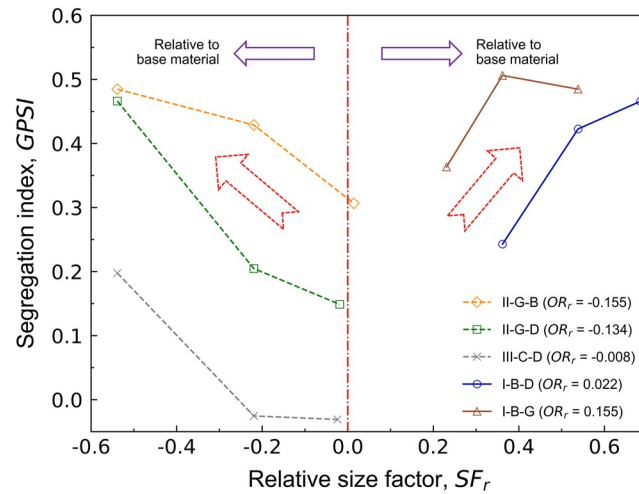 0.6
0.5
0.4
0.3
0.2
0.1
0.0
Segregation index, GPSI
Relative to
base material
Relative to
base material
II-G-B (ORr = -0.155)
II-G-D (ORr = -0.134)
III-C-D (ORr = -0.008)
I-B-D (ORr = 0.022)
I-B-G (ORr = 0.155)
-0.6
-0.4
-0.2
0.0
0.2
0.4
0.6
Relative size factor, SFr